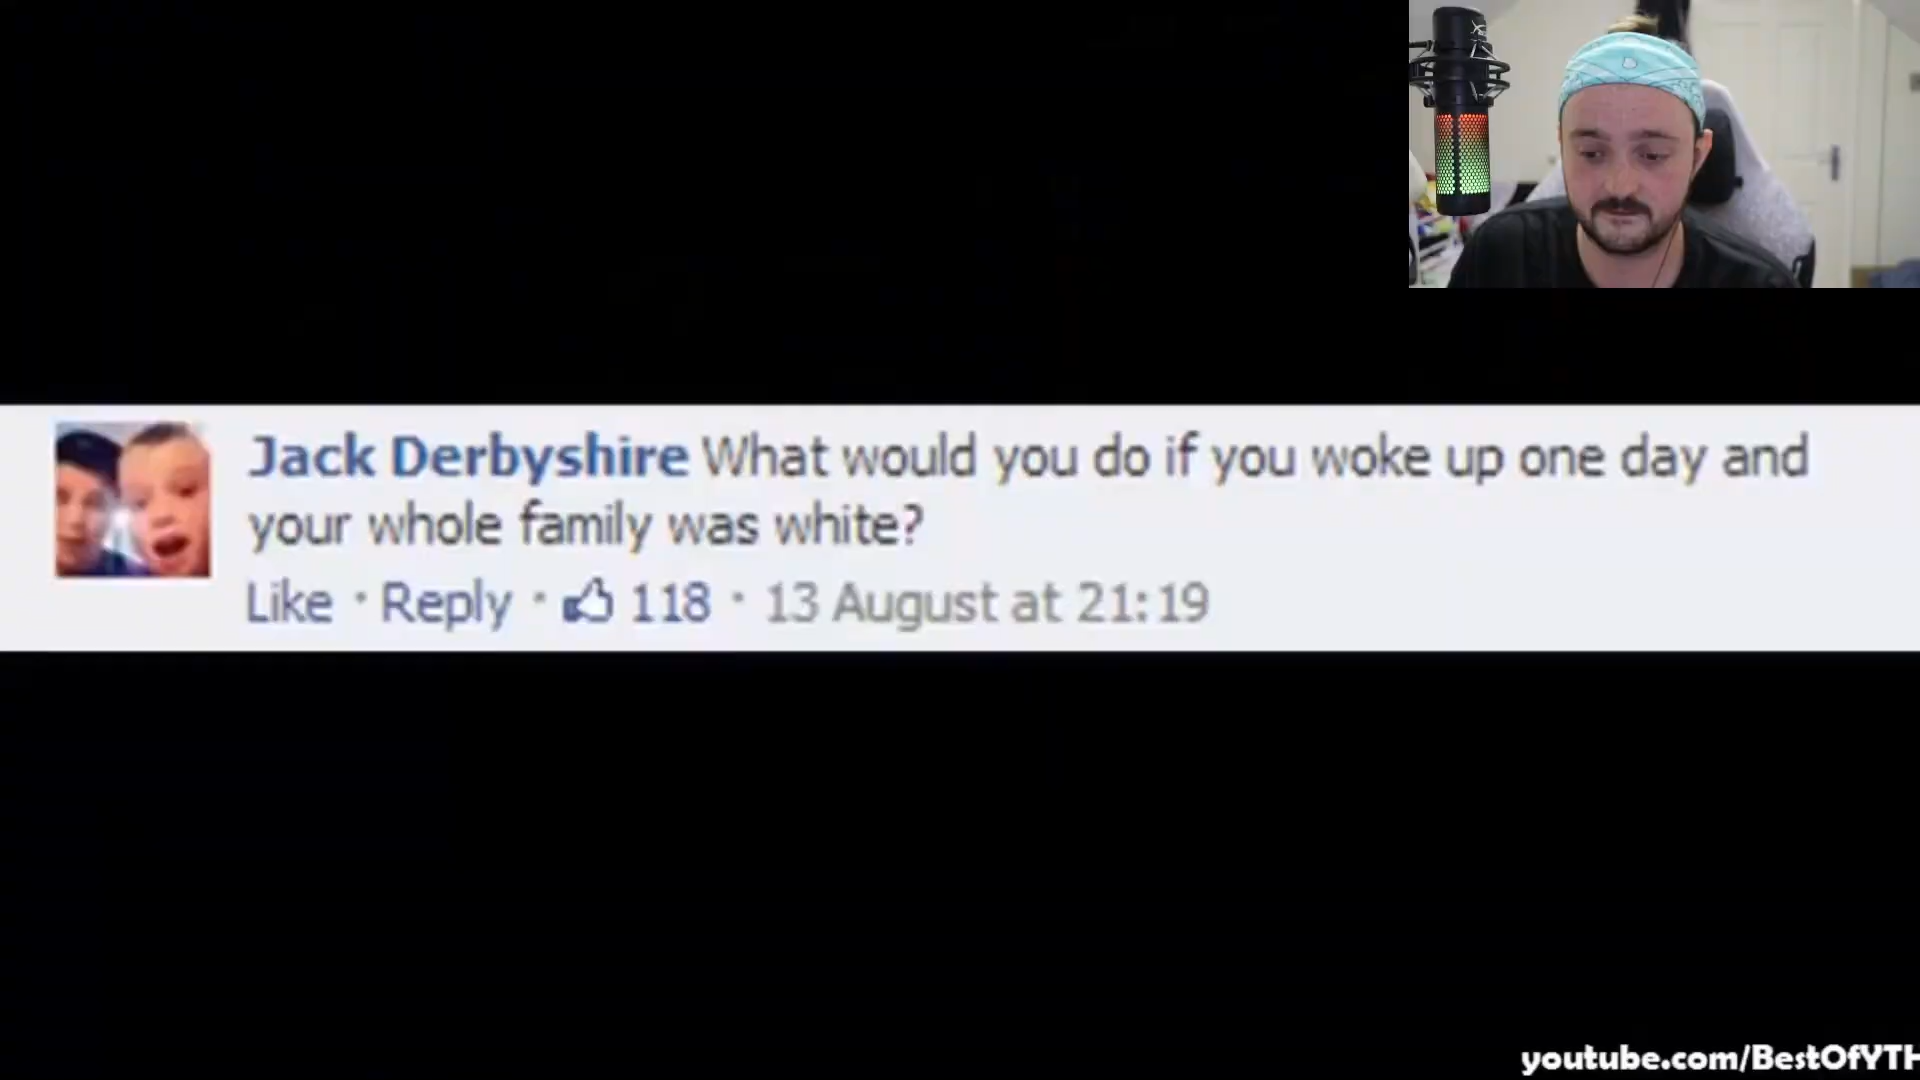 Jack Derbyshire What would you do if you woke up one day and
your whole family was white?
Like · Reply · 118 · 13 August at 21:19
youtube.com/BestOfYTH